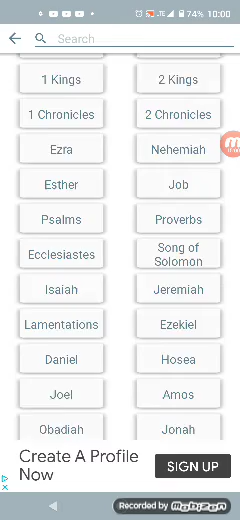 74% 10:00
Search
1 Kings 2 Kings
1 Chronicles 2 Chronicles
Ezra Nehemiah
Esther Job
Psalms Proverbs
Ecclesiastes Song of Solomon
Isaiah Jeremiah
Lamentations Ezekiel
Daniel Hosea
Joel Amos
Obadiah Jonah
Create A Profile
Now
SIGN UP
Recorded by mobizen